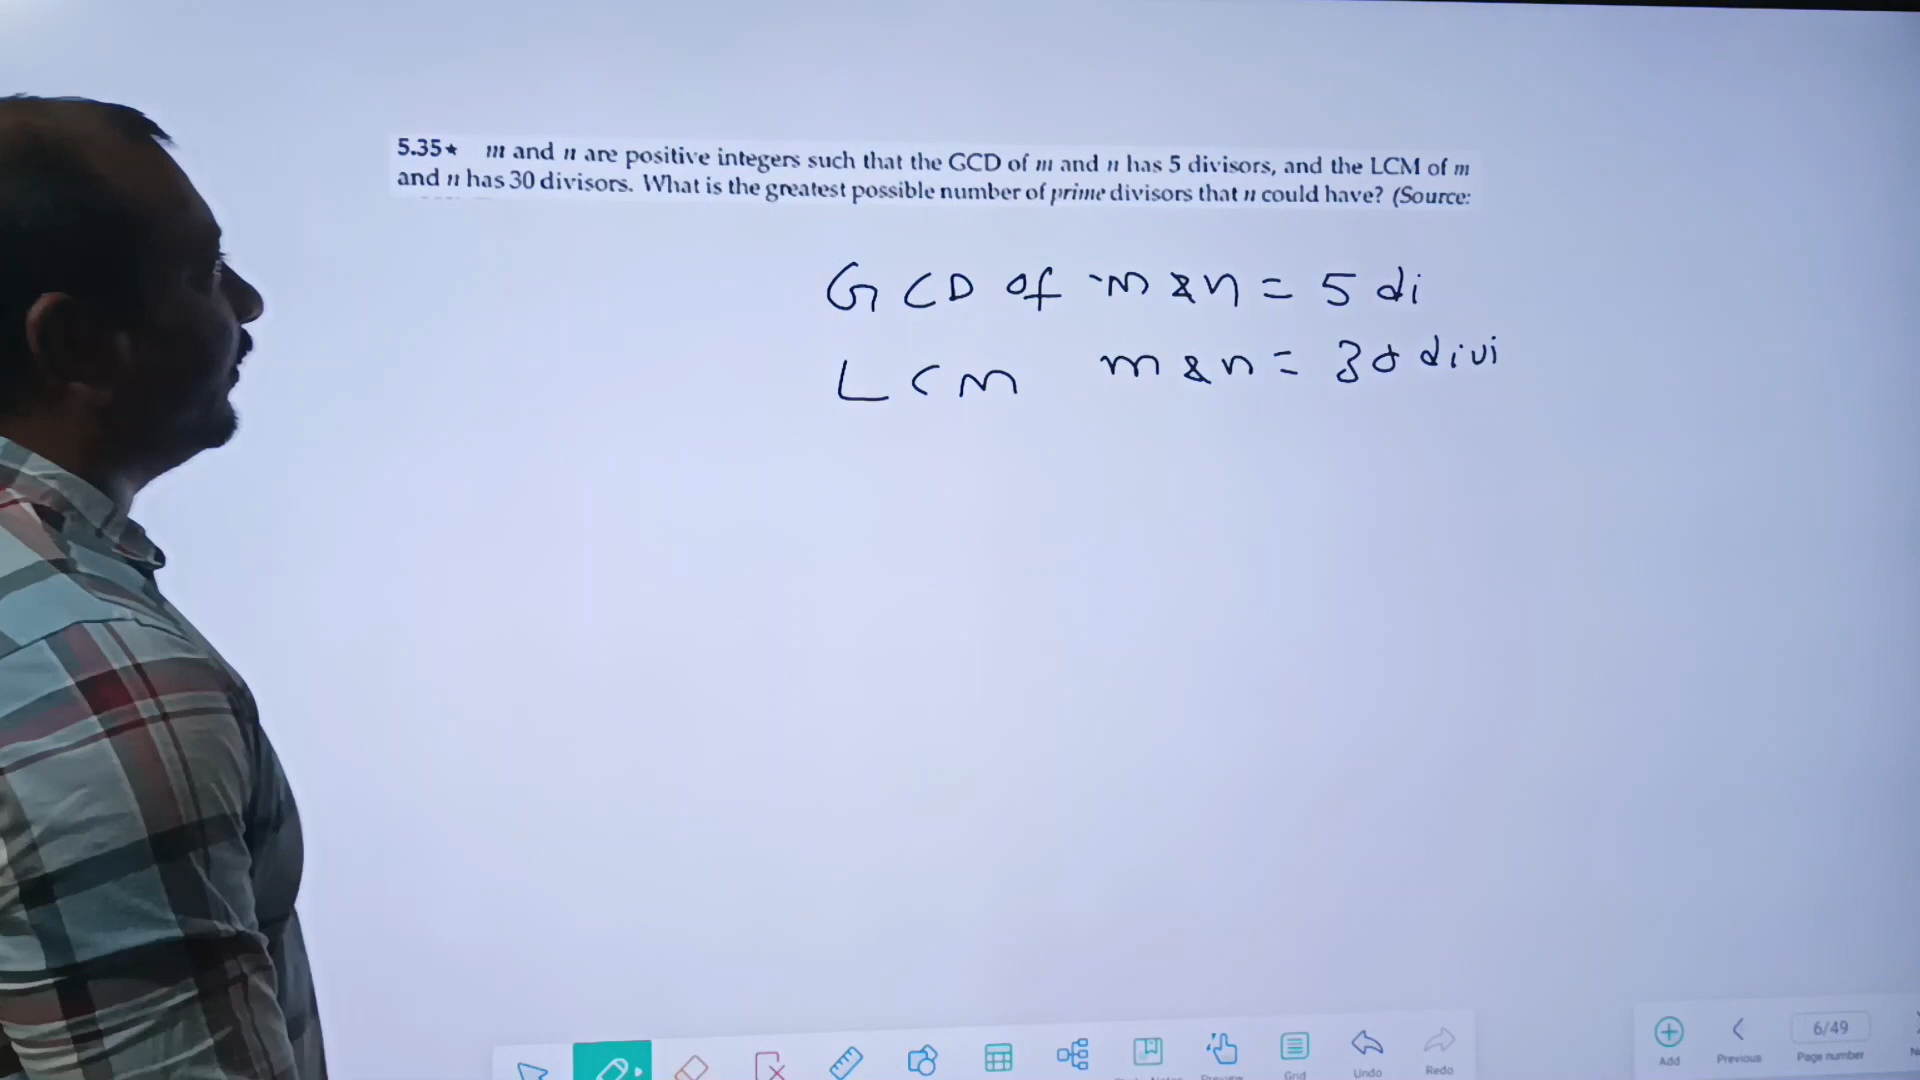 5.35★ m and n are positive integers such that the GCD of m and n has 5 divisors, and the LCM of m
and n has 30 divisors. What is the greatest possible number of prime divisors that n could have? (Source:
GCD of m & n = 5 di
LCM m & n = 30 divi
6/49
Add Previous Page number
Grid Undo Redo